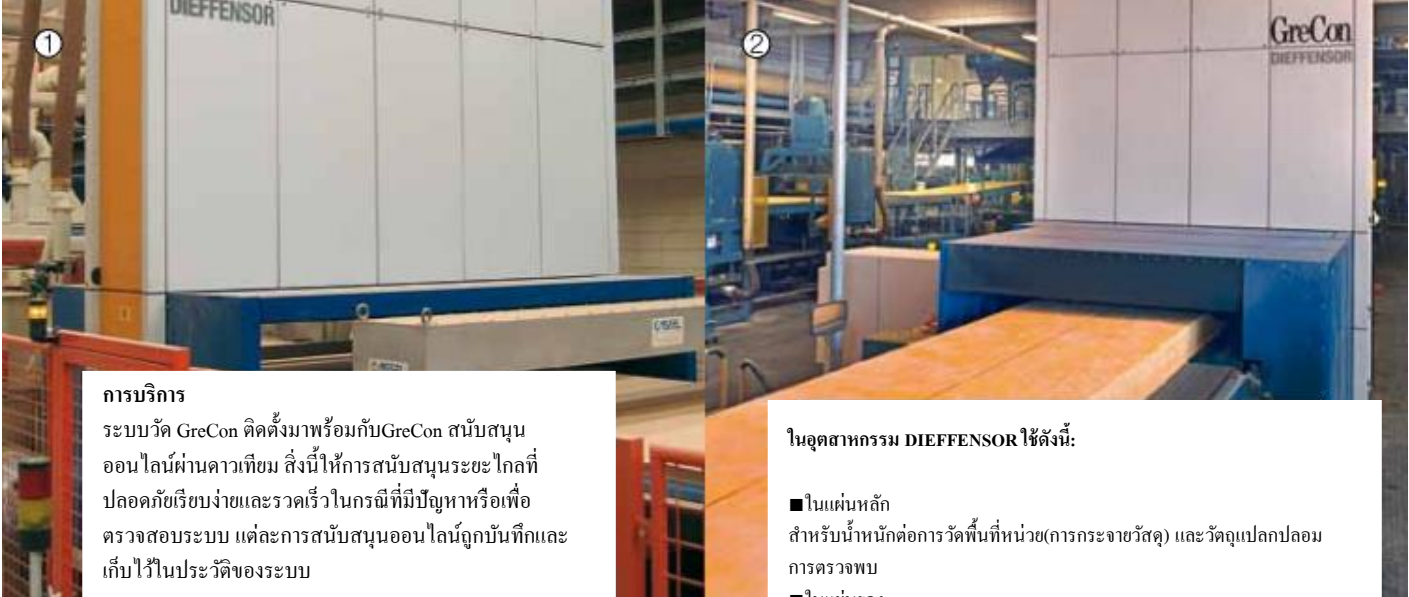 ①
DIEFFENSOR
การบริการ
ระบบวัด GreCon ติดตั้งมาพร้อมกับGreCon สนับสนุน
ออนไลน์ผ่านดาวเทียม สิ่งนี้ให้การสนับสนุนระยะไกลที่
ปลอดภัยเรียบง่ายและรวดเร็วในกรณีที่มีปัญหาหรือเพื่อ
ตรวจสอบระบบ แต่ละการสนับสนุนออนไลน์ถูกบันทึกและ
เก็บไว้ในประวัติของระบบ
②
GreCon
DIEFFENSOR
ในอุตสาหกรรม DIEFFENSOR ใช้ดังนี้:
■ในแผ่นหลัก
สำหรับน้ำหนักต่อการวัดพื้นที่หน่วย(การกระจายวัสดุ) และวัตถุแปลกปลอม
การตรวจพบ